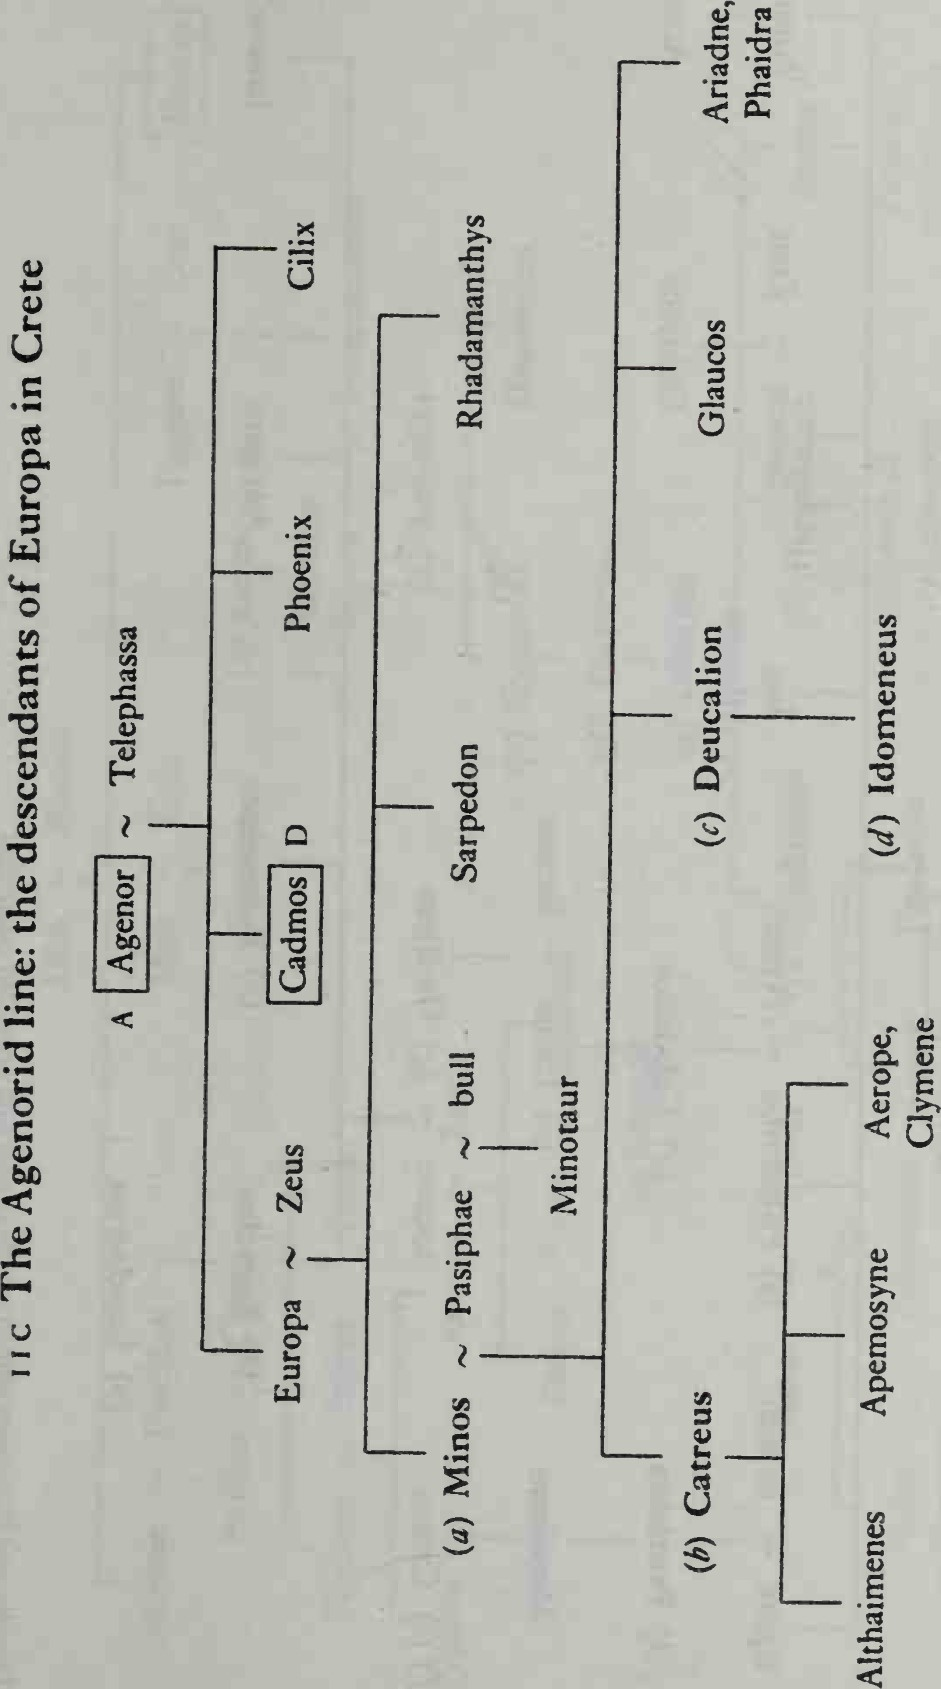 11C The Agenorid line: the descendants of Europa in Crete
A Agenor ~ Telephassa
Europa ~ Zeus Cadmos D Phoenix Cilix
(a) Minos ~ Pasiphae ~ bull Sarpedon Rhadamanthys
Minotaur
(b) Catreus (c) Deucalion Glaucos Ariadne,
Phaidra
Althaimenes Apemosyne Aerope, (d) Idomeneus
Clymene